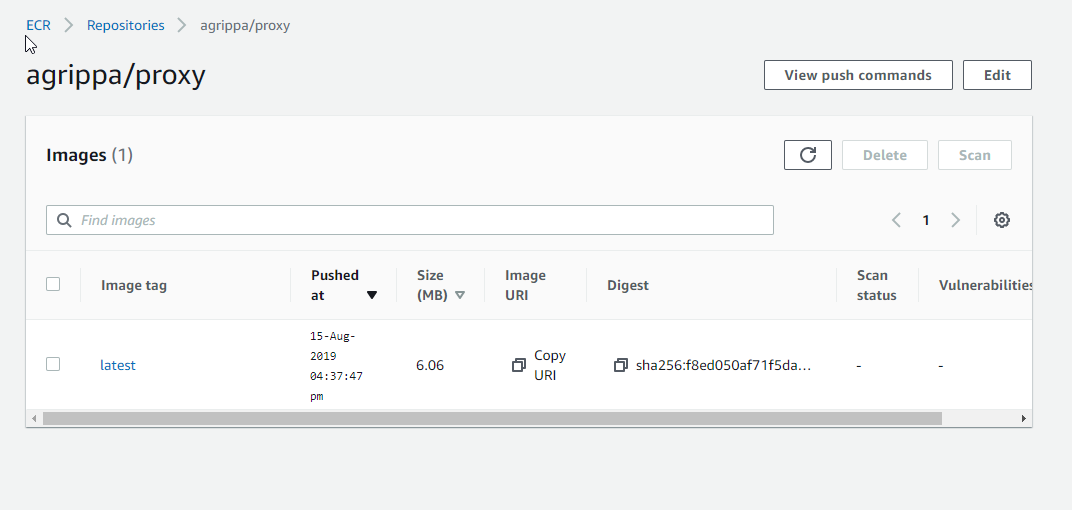 ECR > Repositories > agrippa/proxy
agrippa/proxy
View push commands
Edit
Images (1)
Delete
Scan
Find images
1
Image tag
Pushed at
Size (MB)
Image URI
Digest
Scan status
Vulnerabilities
latest
15-Aug-
2019
04:37:47
pm
6.06
Copy
URI
sha256:f8ed050af71f5da...
-
-